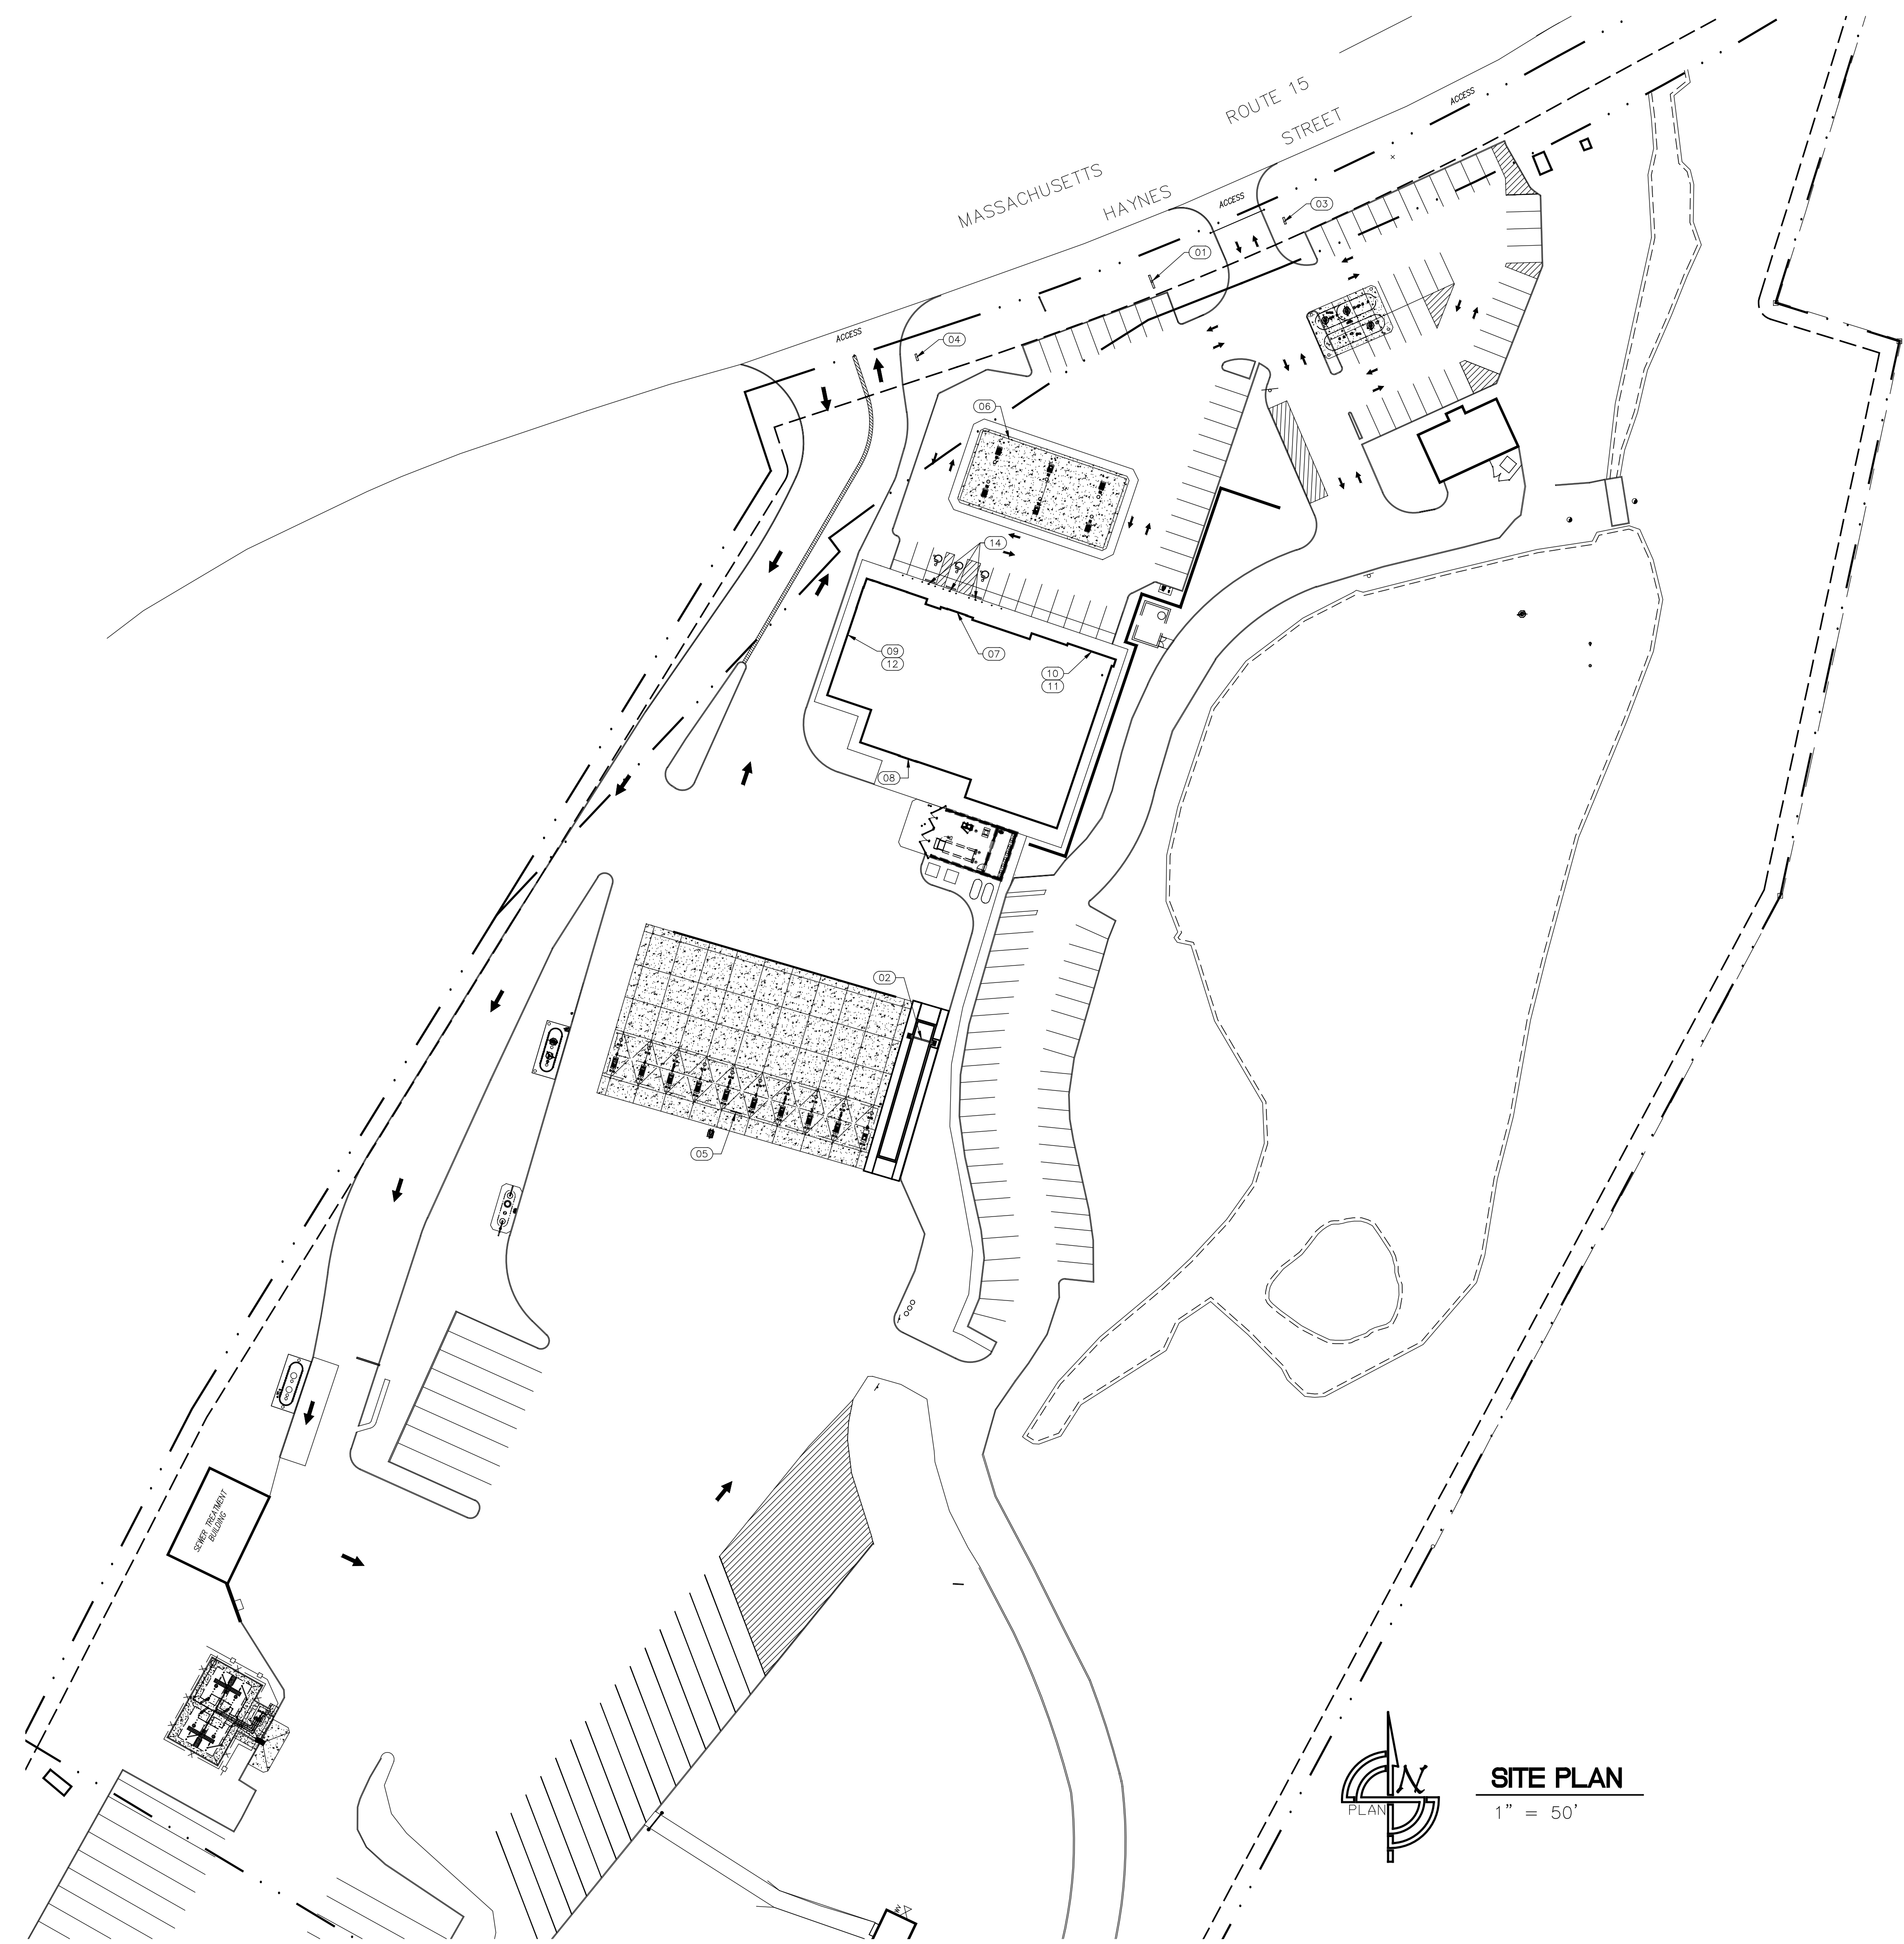 ROUTE 15
MASSACHUSETTS
HAYNES
STREET
ACCESS
ACCESS
ACCESS
03
01
04
06
14
09
12
07
10
11
08
02
05
SEWER TREATMENT
BUILDING
N
PLAN
SITE PLAN
1" = 50'